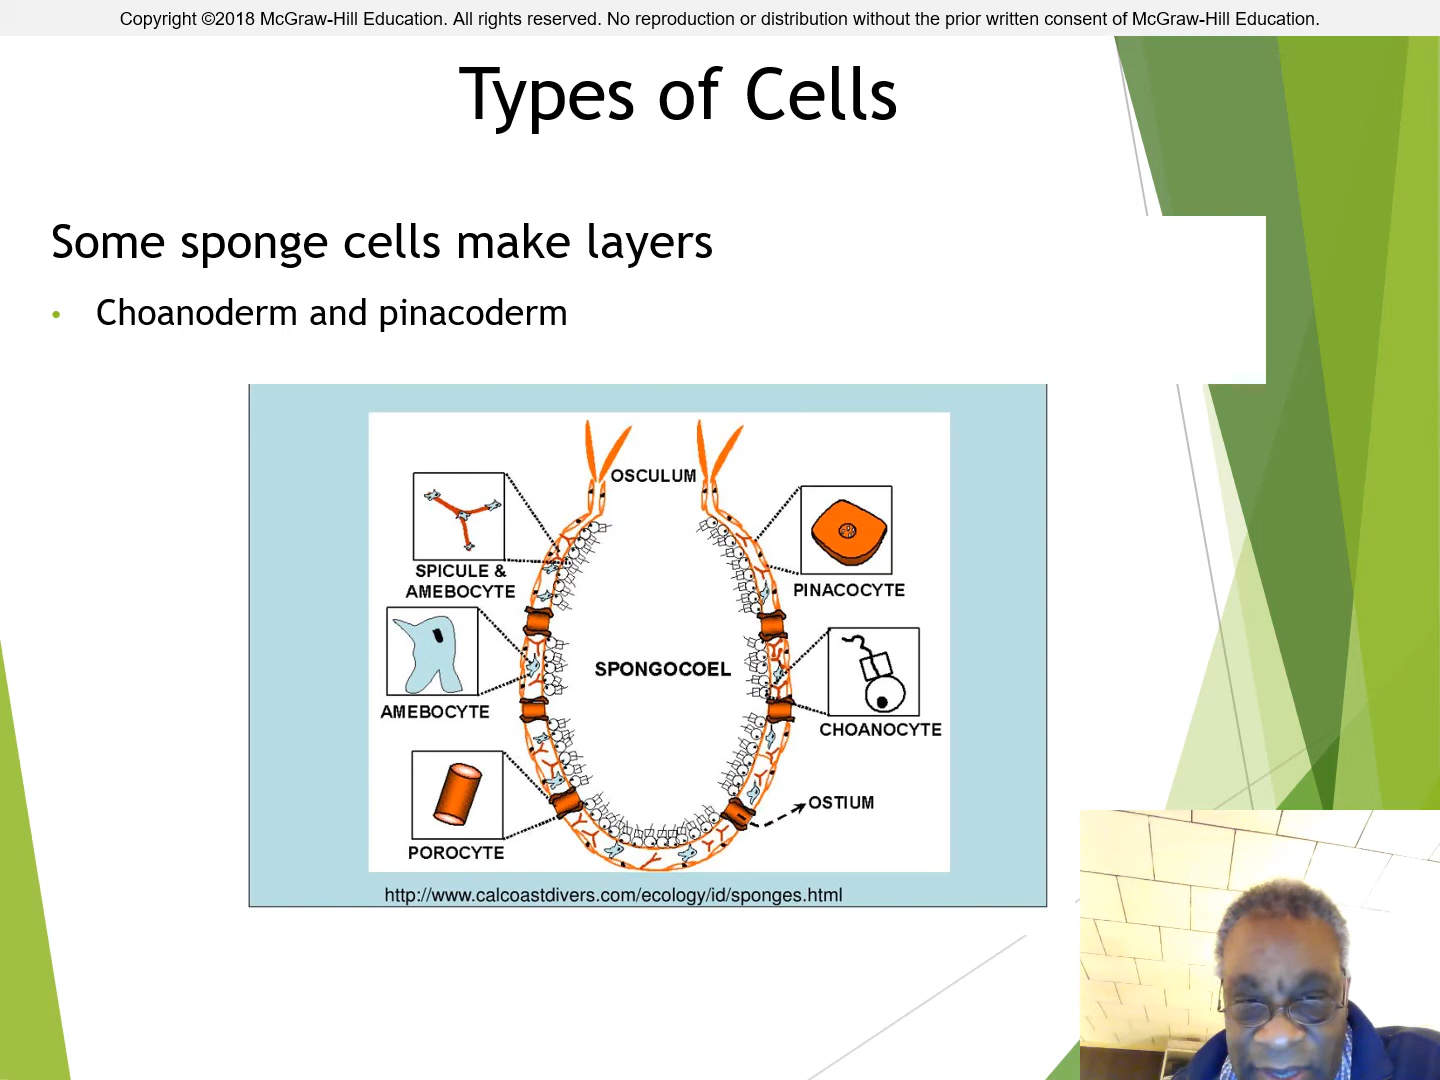 Copyright ©2018 McGraw-Hill Education. All rights reserved. No reproduction or distribution without the prior written consent of McGraw-Hill Education.
Types of Cells
Some sponge cells make layers
• Choanoderm and pinacoderm
OSCULUM
SPICULE &
AMEBOCYTE
PINACOCYTE
AMEBOCYTE
SPONGOCOEL
CHOANOCYTE
POROCYTE
OSTIUM
http://www.calcoastdivers.com/ecology/id/sponges.html